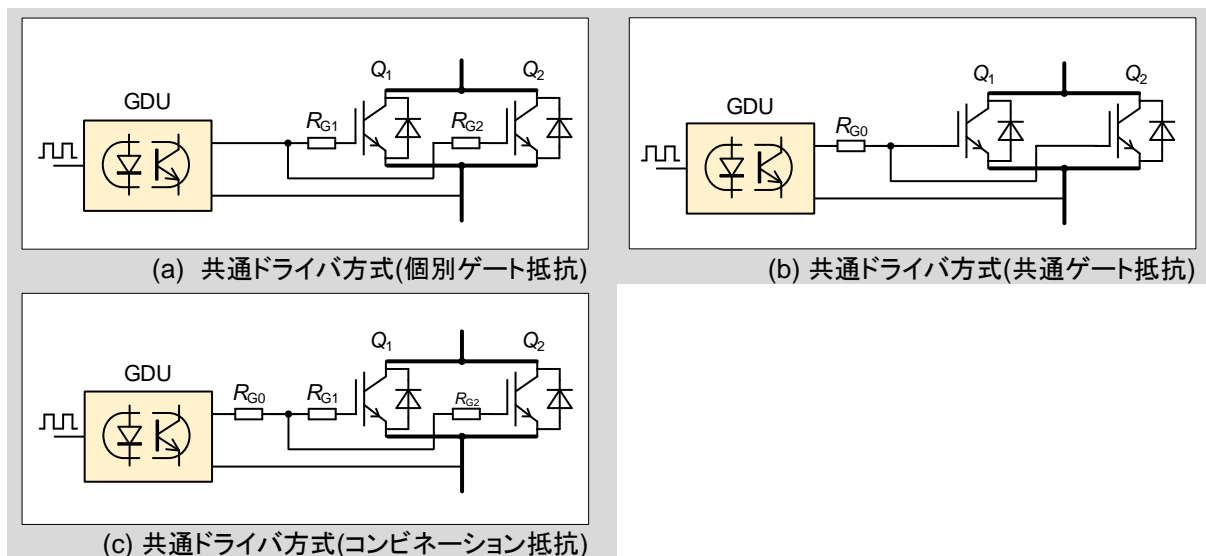 Q1
Q2
GDU
RG1
RG2
(a) 共通ドライバ方式(個別ゲート抵抗)
Q1
Q2
GDU
RG0
(b) 共通ドライバ方式(共通ゲート抵抗)
Q1
Q2
GDU
RG0
RG1
RG2
(c) 共通ドライバ方式(コンビネーション抵抗)